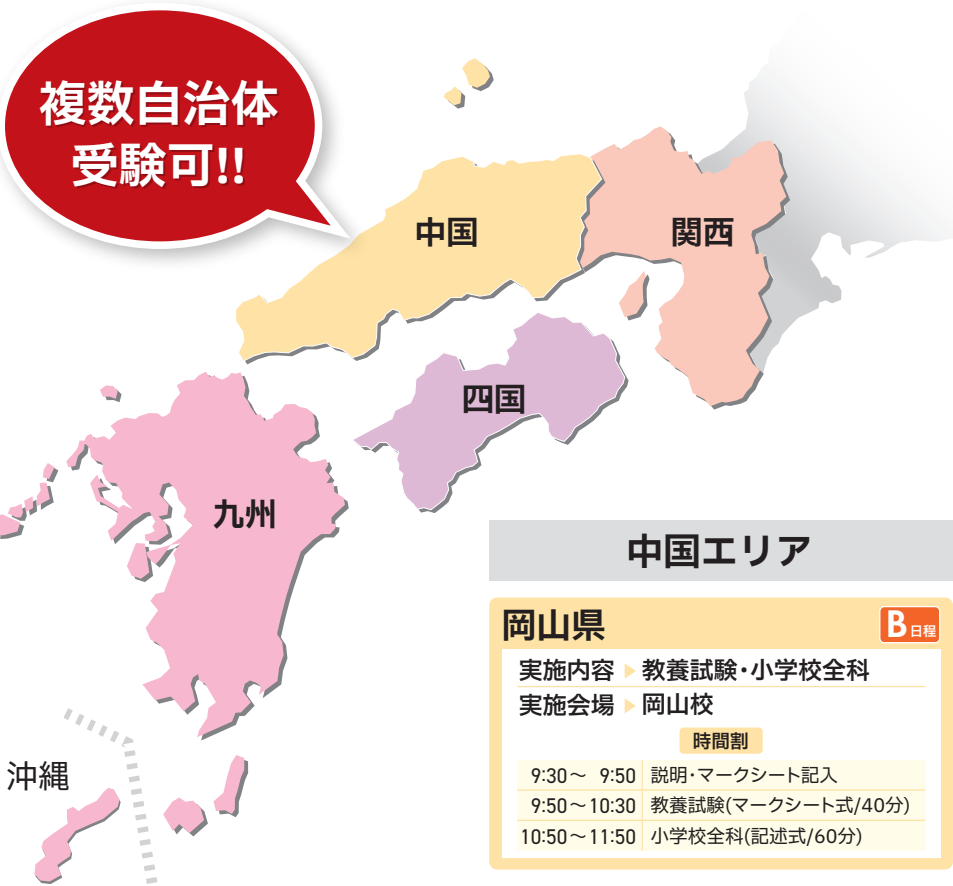 複数自治体
受験可!!
中国
関西
四国
九州
沖縄
中国エリア
岡山県 B日程
実施内容 ▶ 教養試験・小学校全科
実施会場 ▶ 岡山校
時間割
9:30～ 9:50 説明・マークシート記入
9:50～10:30 教養試験(マークシート式/40分)
10:50～11:50 小学校全科(記述式/60分)